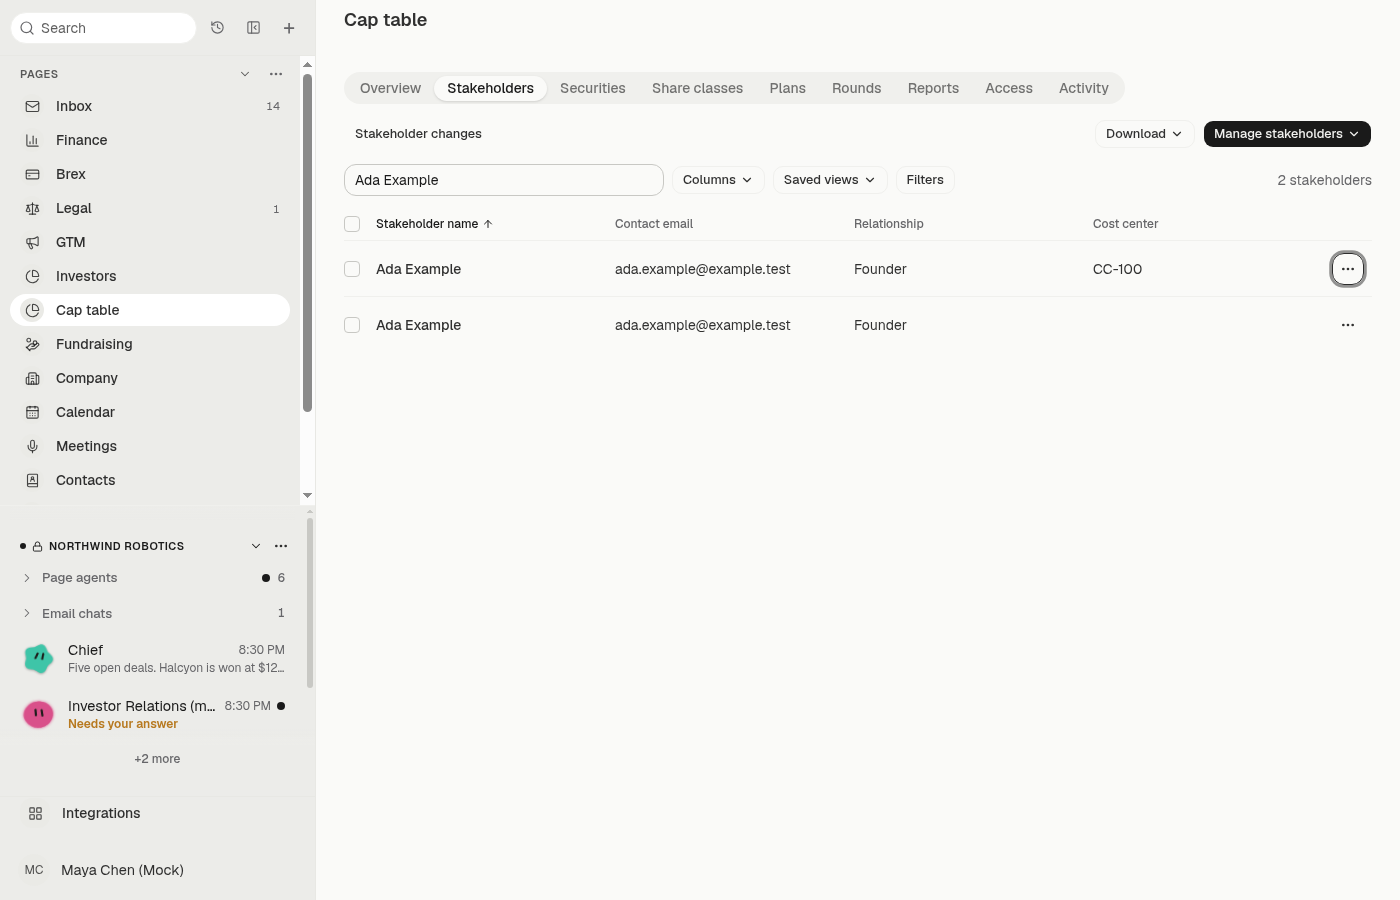 Search
PAGES
Inbox 14
Finance
Brex
Legal 1
GTM
Investors
Cap table
Fundraising
Company
Calendar
Meetings
Contacts
NORTHWIND ROBOTICS
Page agents 6
Email chats 1
Chief 8:30 PM
Five open deals. Halcyon is won at $12...
Investor Relations (m... 8:30 PM
Needs your answer
+2 more
Integrations
MC Maya Chen (Mock)
Cap table
Overview Stakeholders Securities Share classes Plans Rounds Reports Access Activity
Stakeholder changes Download Manage stakeholders
Ada Example Columns Saved views Filters 2 stakeholders
Stakeholder name Contact email Relationship Cost center
Ada Example ada.example@example.test Founder CC-100
Ada Example ada.example@example.test Founder